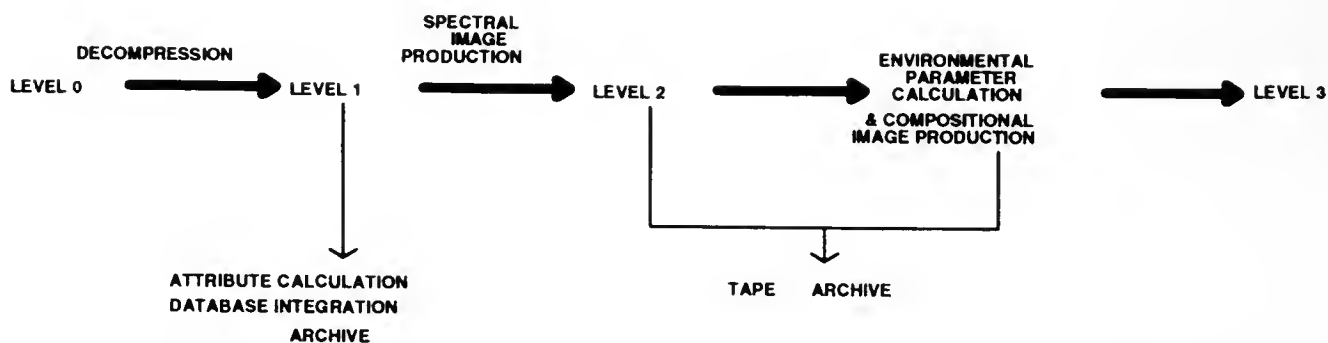 DECOMPRESSION
SPECTRAL
IMAGE
PRODUCTION
LEVEL 0
LEVEL 1
LEVEL 2
ENVIRONMENTAL
PARAMETER
CALCULATION
& COMPOSITIONAL
IMAGE PRODUCTION
LEVEL 3
ATTRIBUTE CALCULATION
DATABASE INTEGRATION
ARCHIVE
TAPE ARCHIVE